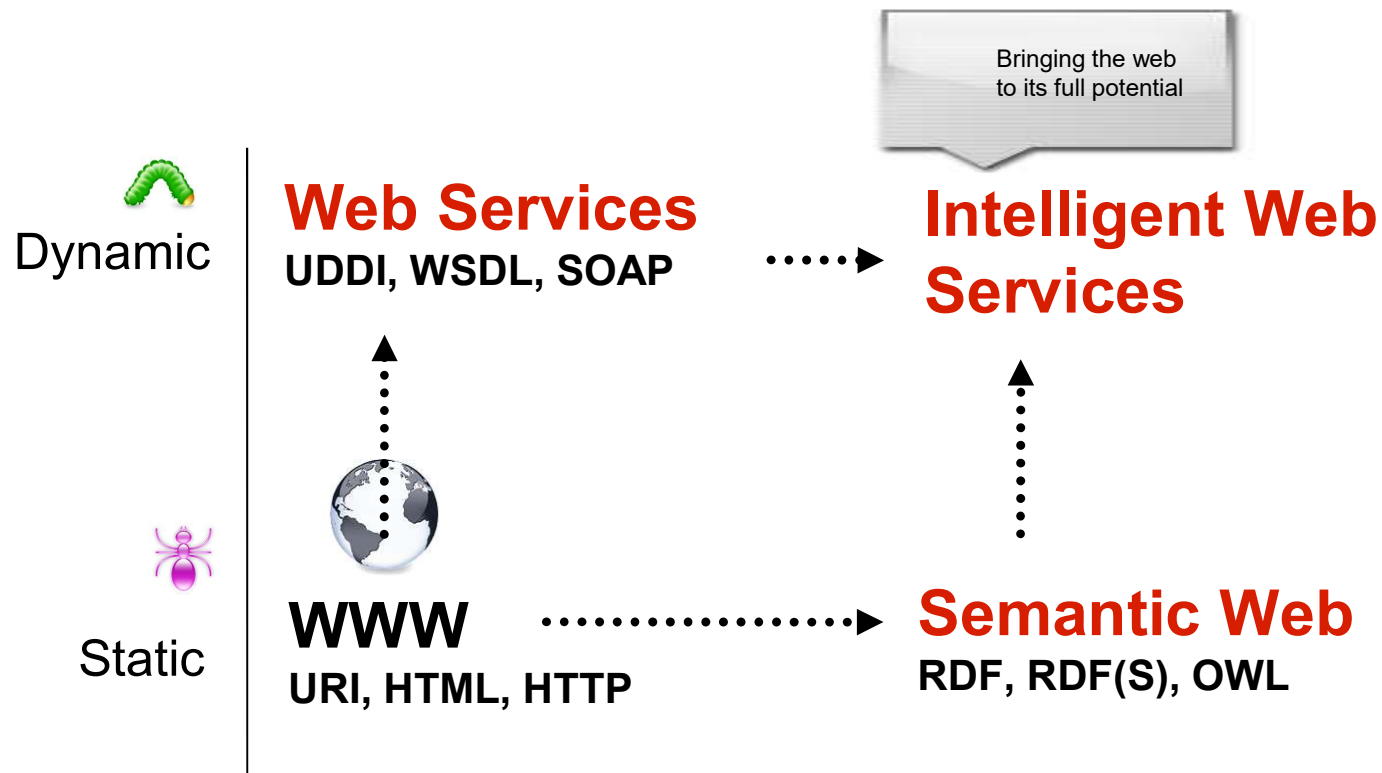 Bringing the web
to its full potential
Dynamic
Web Services
UDDI, WSDL, SOAP
Intelligent Web
Services
Static
WWW
URI, HTML, HTTP
Semantic Web
RDF, RDF(S), OWL